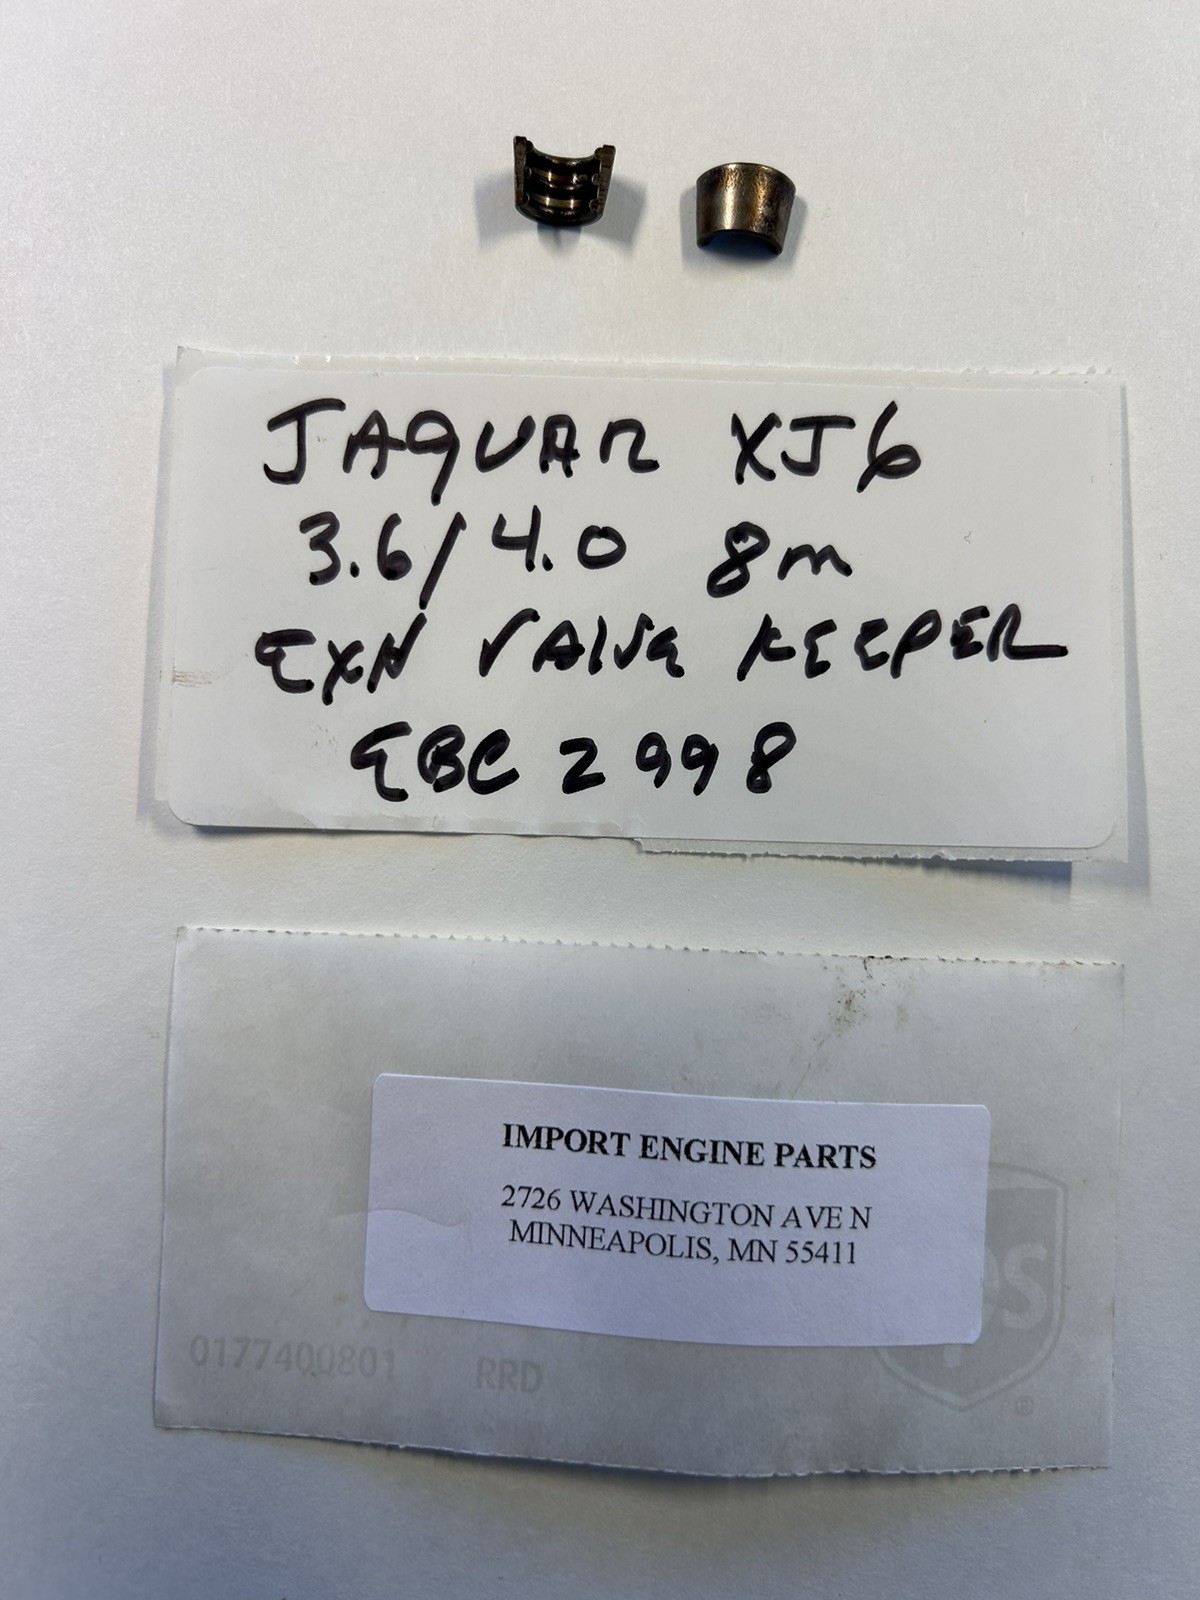 JAGUAR XJ6
3.6/4.0 8m
EXH VALVE KEEPER
EBC 2998
IMPORT ENGINE PARTS
2726 WASHINGTON AVE N
MINNEAPOLIS, MN 55411
0177400801 RRD
ps
®